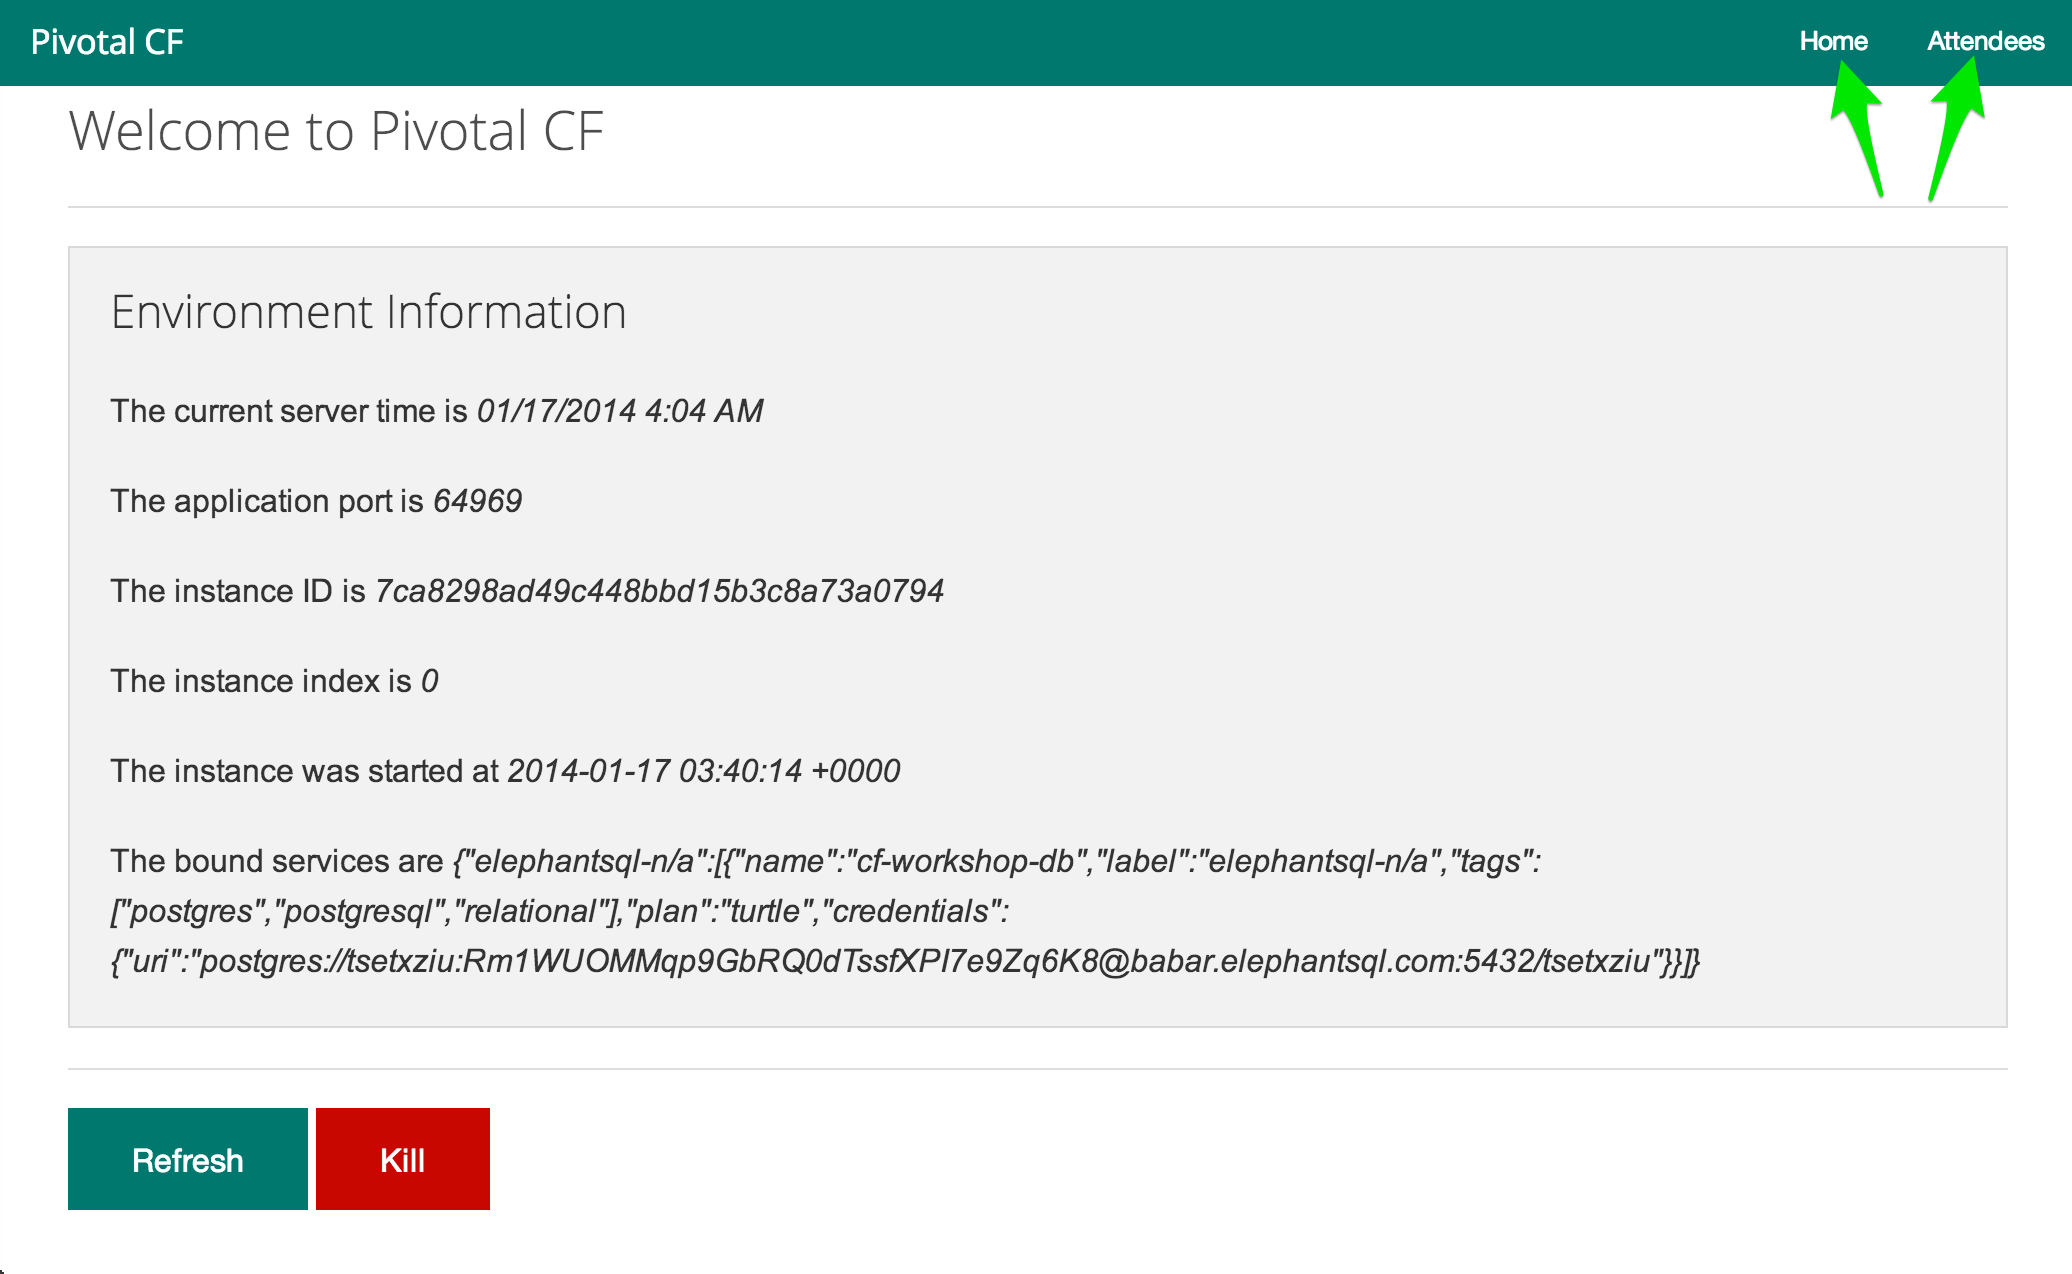 Pivotal CF
Home
Attendees
Welcome to Pivotal CF
Environment Information
The current server time is 01/17/2014 4:04 AM
The application port is 64969
The instance ID is 7ca8298ad49c448bbd15b3c8a73a0794
The instance index is 0
The instance was started at 2014-01-17 03:40:14 +0000
The bound services are {"elephantsql-n/a":[{"name":"cf-workshop-db","label":"elephantsql-n/a","tags":
["postgres","postgresql","relational"],"plan":"turtle","credentials":
{"uri":"postgres://tsetxziu:Rm1WUOMMqp9GbRQ0dTssfXPI7e9Zq6K8@babar.elephantsql.com:5432/tsetxziu"}}]}
Refresh
Kill